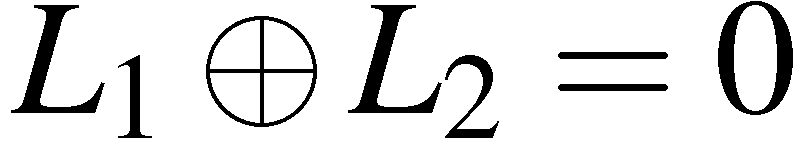 L₁ ⊕ L₂ = 0